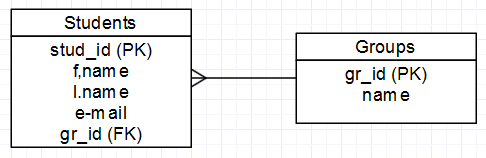 Students
stud_id (PK)
f,name
l.name
e-mail
gr_id (FK)
Groups
gr_id (PK)
name